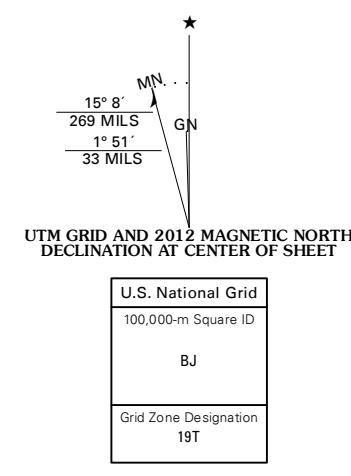 ★
MN
15° 8´
269 MILS
GN
1° 51´
33 MILS
UTM GRID AND 2012 MAGNETIC NORTH
DECLINATION AT CENTER OF SHEET
U.S. National Grid
100,000-m Square ID
BJ
Grid Zone Designation
19T